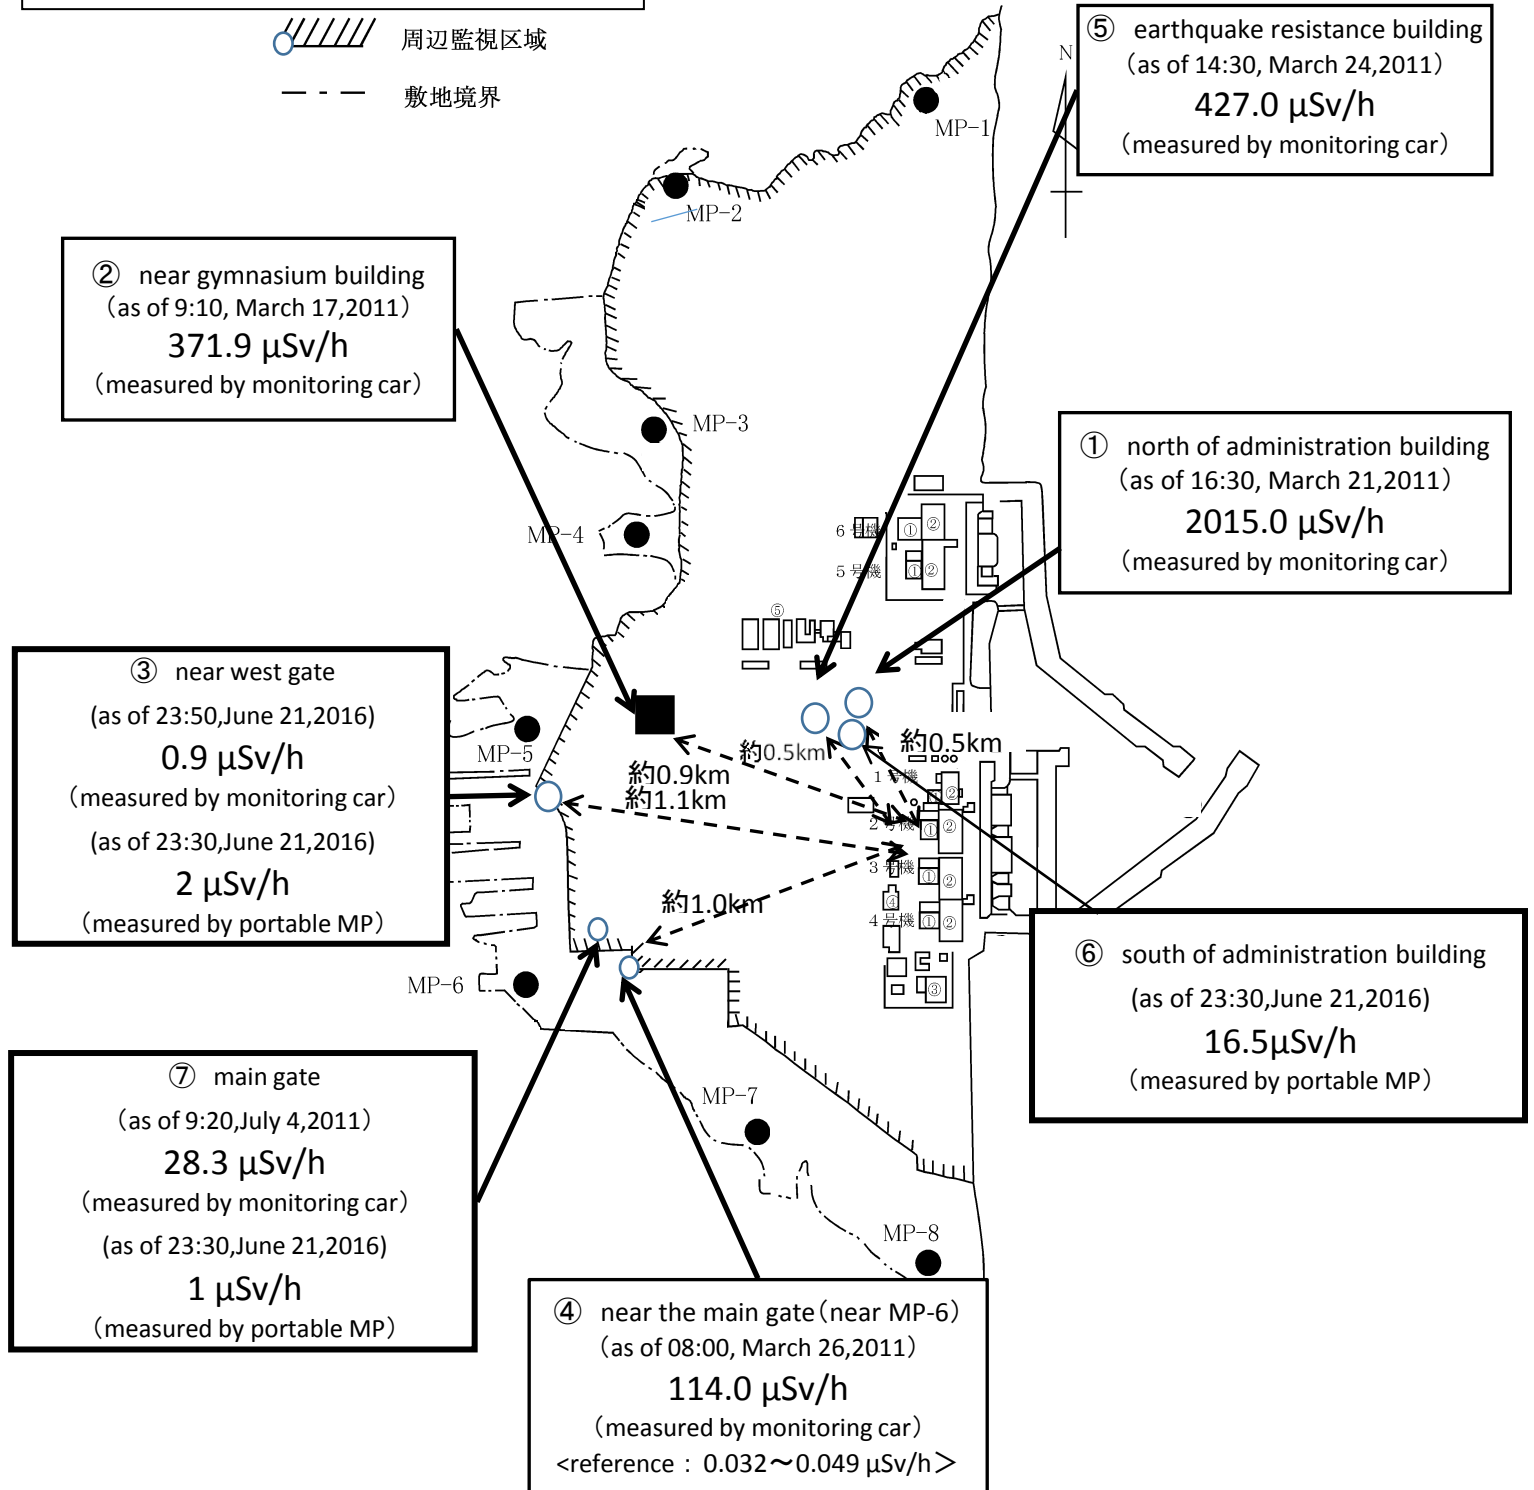 周辺監視区域
敷地境界
⑤ earthquake resistance building
（as of 14:30, March 24,2011）
427.0 μSv/h
（measured by monitoring car）
N
MP-1
MP-2
② near gymnasium building
（as of 9:10, March 17,2011）
371.9 μSv/h
（measured by monitoring car）
MP-3
① north of administration building
（as of 16:30, March 21,2011）
2015.0 μSv/h
（measured by monitoring car）
MP-4
６号機
① ②
５号機
① ②
⑤
③ near west gate
(as of 23:50,June 21,2016)
0.9 μSv/h
(measured by monitoring car)
(as of 23:30,June 21,2016)
2 μSv/h
(measured by portable MP）
MP-5
約0.5km
約0.5km
約0.9km
約1.1km
１号機
① ②
２号機
① ②
３号機
① ②
④
４号機
① ②
約1.0km
③
⑥ south of administration building
(as of 23:30,June 21,2016)
16.5μSv/h
（measured by portable MP）
MP-6
⑦ main gate
（as of 9:20,July 4,2011）
28.3 μSv/h
（measured by monitoring car）
(as of 23:30,June 21,2016)
1 μSv/h
（measured by portable MP）
MP-7
MP-8
④ near the main gate（near MP-6）
（as of 08:00, March 26,2011）
114.0 μSv/h
（measured by monitoring car）
<reference : 0.032～0.049 μSv/h＞